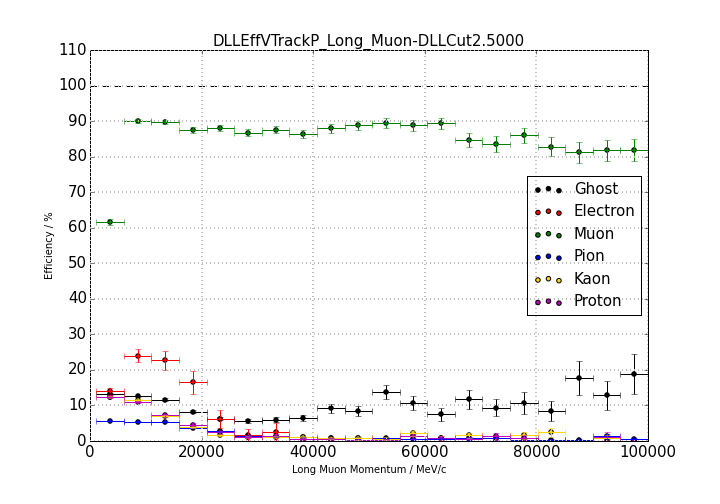 DLLEffVTrackP_Long_Muon-DLLCut2.5000
110
100
90
80
70
60
50
40
30
20
10
0
Efficiency / %
Ghost
Electron
Muon
Pion
Kaon
Proton
0 20000 40000 60000 80000 100000
Long Muon Momentum / MeV/c